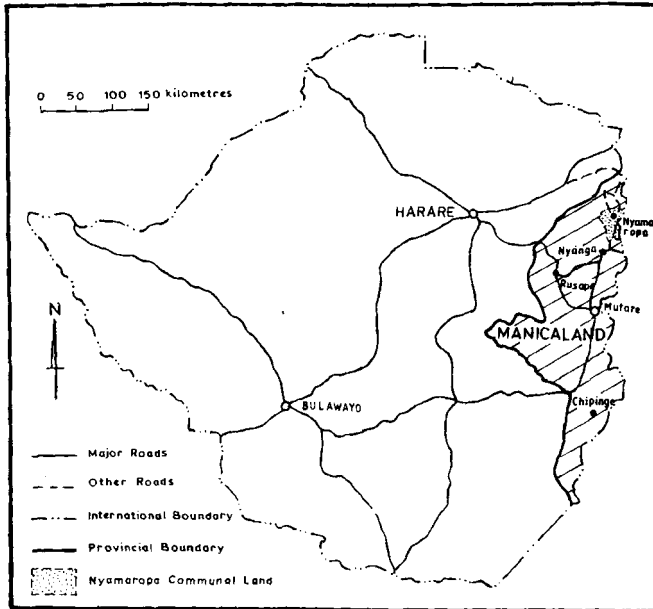 0 50 100 150 kilometres
HARARE
Nyama
ropa
Nyanga
Rusape
Mutare
MANICALAND
N
Chipinge
BULAWAYO
Major Roads
Other Roads
International Boundary
Provincial Boundary
Nyamaropa Communal Land